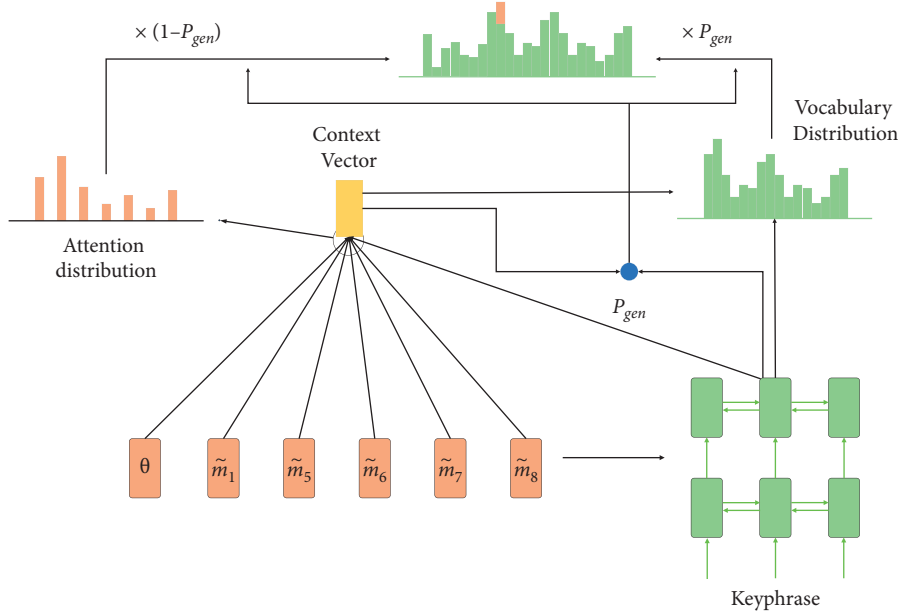 × (1–P_gen)
× P_gen
Context
Vector
Vocabulary
Distribution
Attention
distribution
P_gen
θ
m̃₁
m̃₅
m̃₆
m̃₇
m̃₈
Keyphrase